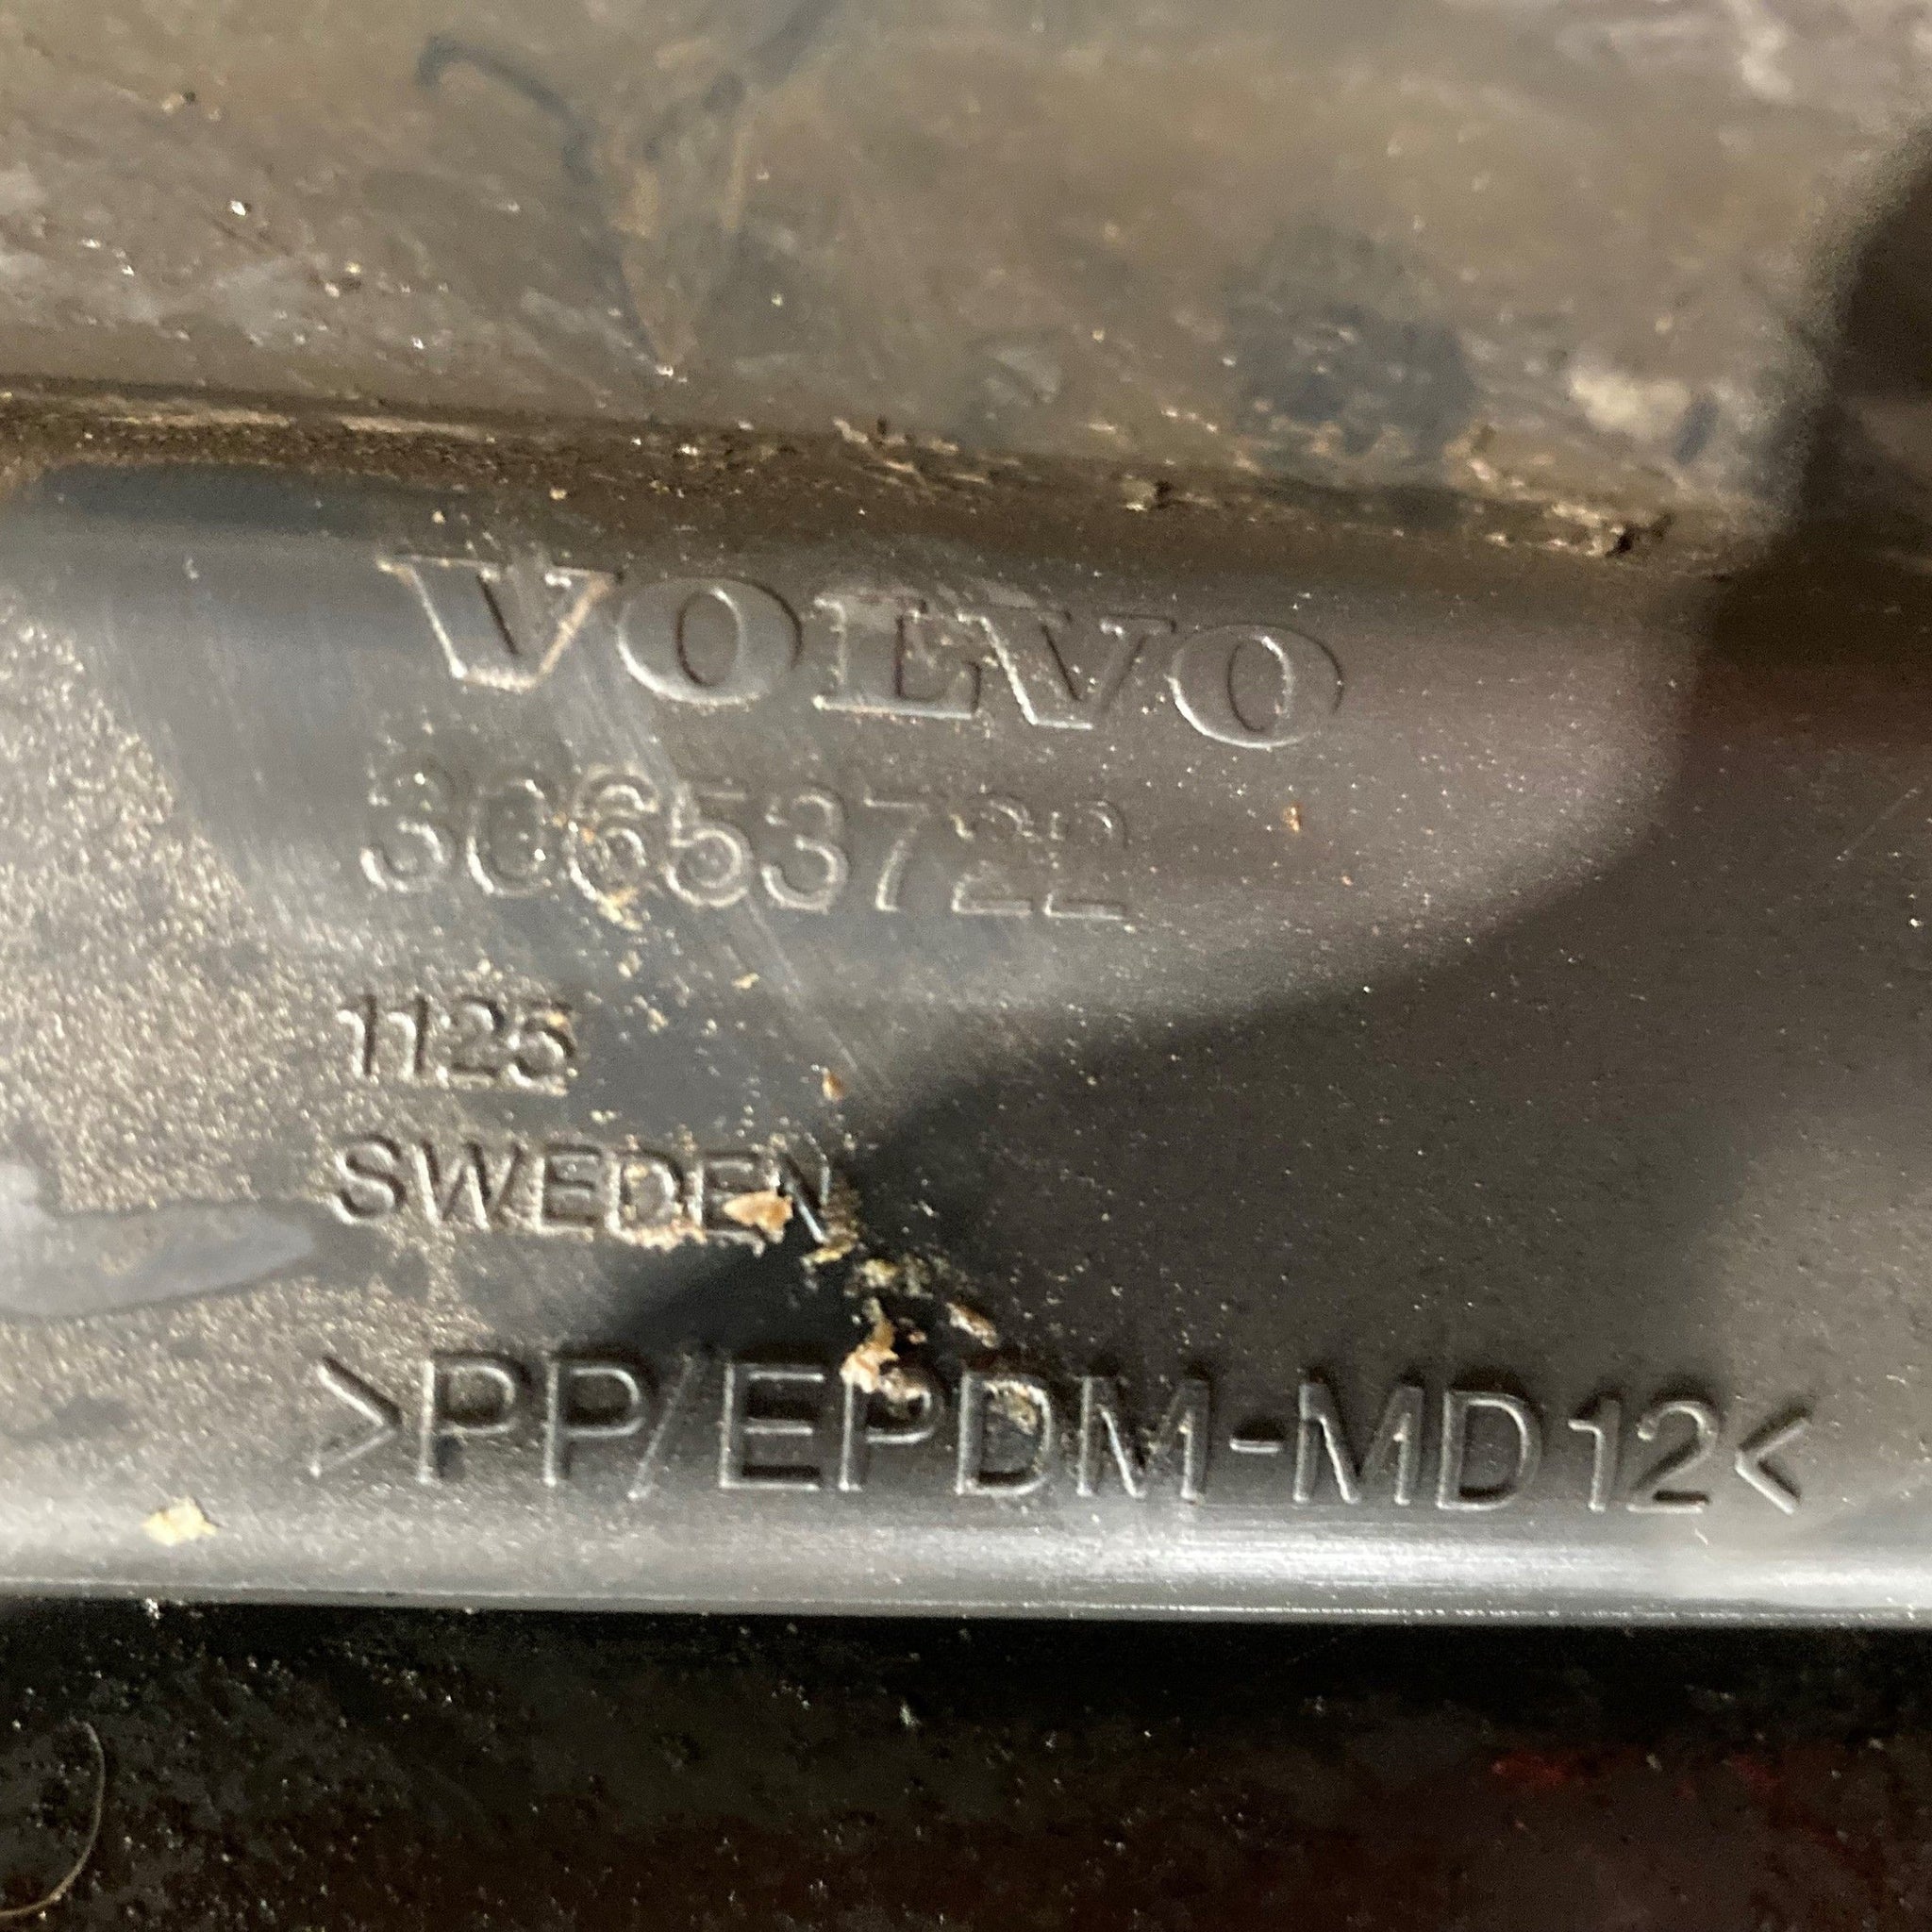 VOLVO
30653722
1125
SWEDEN
>PP/EPDM-MD12<